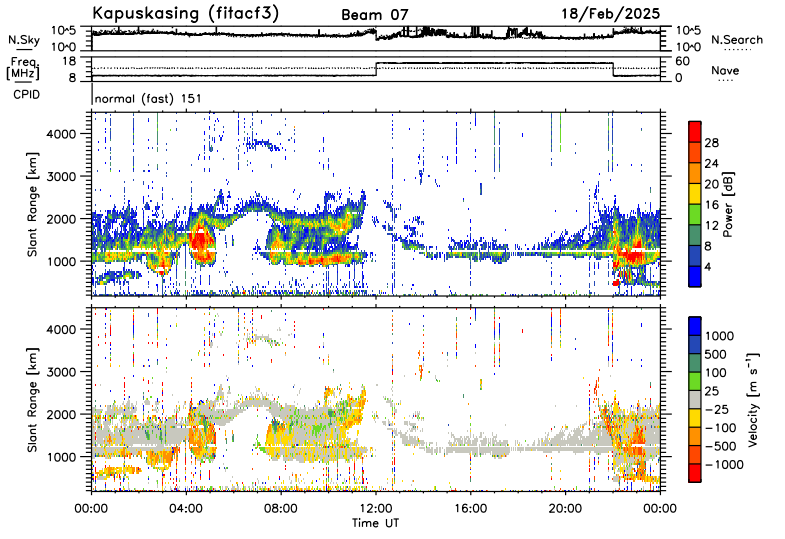 Kapuskasing (fitacf3) Beam 07 18/Feb/2025
N.Sky 10^5 10^0 10^5 10^0 N.Search
Freq. [MHz] 18 8 60 0 Nave
CPID normal (fast) 151
Slant Range [km]
4000
3000
2000
1000
28
24
20
16
12
8
4
Power [dB]
Slant Range [km]
4000
3000
2000
1000
1000
500
100
25
−25
−100
−500
−1000
Velocity [m s⁻¹]
00:00 04:00 08:00 12:00 16:00 20:00 00:00
Time UT